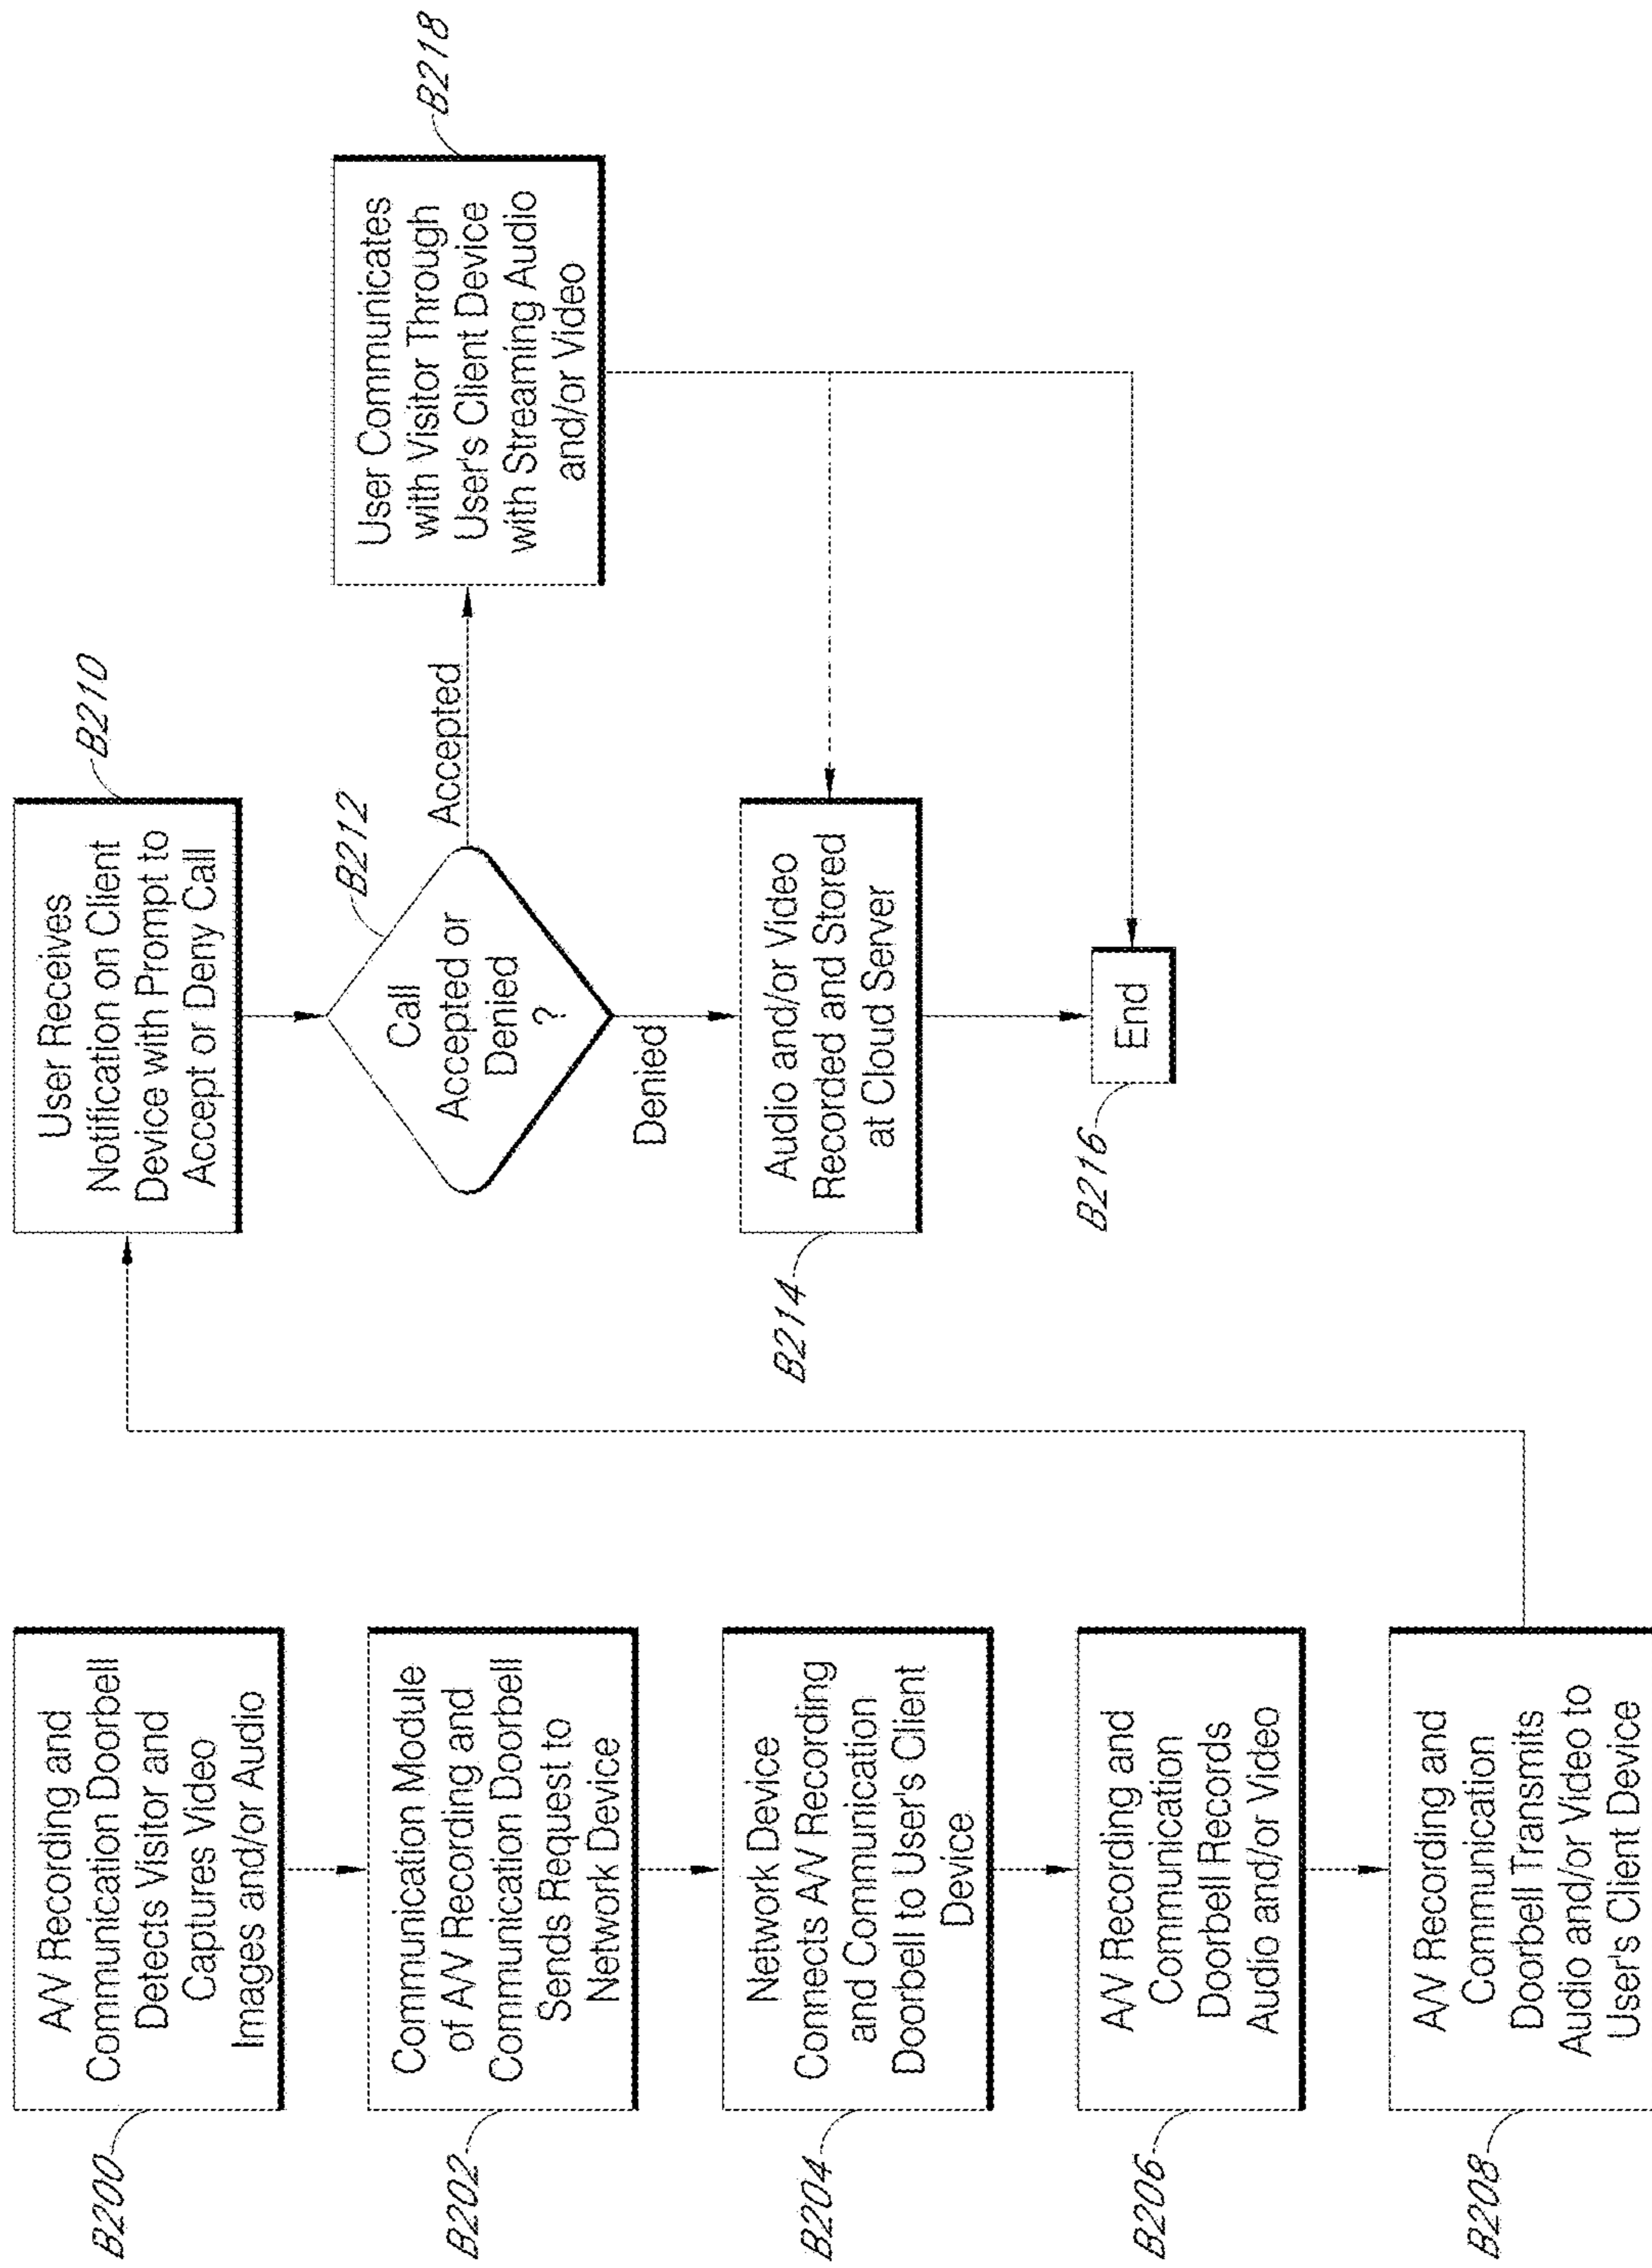 B200
A/V Recording and
Communication Doorbell
Detects Visitor and
Captures Video
Images and/or Audio
B202
Communication Module
of A/V Recording and
Communication Doorbell
Sends Request to
Network Device
B204
Network Device
Connects A/V Recording
and Communication
Doorbell to User's Client
Device
B206
A/V Recording and
Communication
Doorbell Records
Audio and/or Video
B208
A/V Recording and
Communication
Doorbell Transmits
Audio and/or Video to
User's Client Device
B210
User Receives
Notification on Client
Device with Prompt to
Accept or Deny Call
B212
Call
Accepted or
Denied
?
Accepted
Denied
B218
User Communicates
with Visitor Through
User's Client Device
with Streaming Audio
and/or Video
B214
Audio and/or Video
Recorded and Stored
at Cloud Server
B216
End